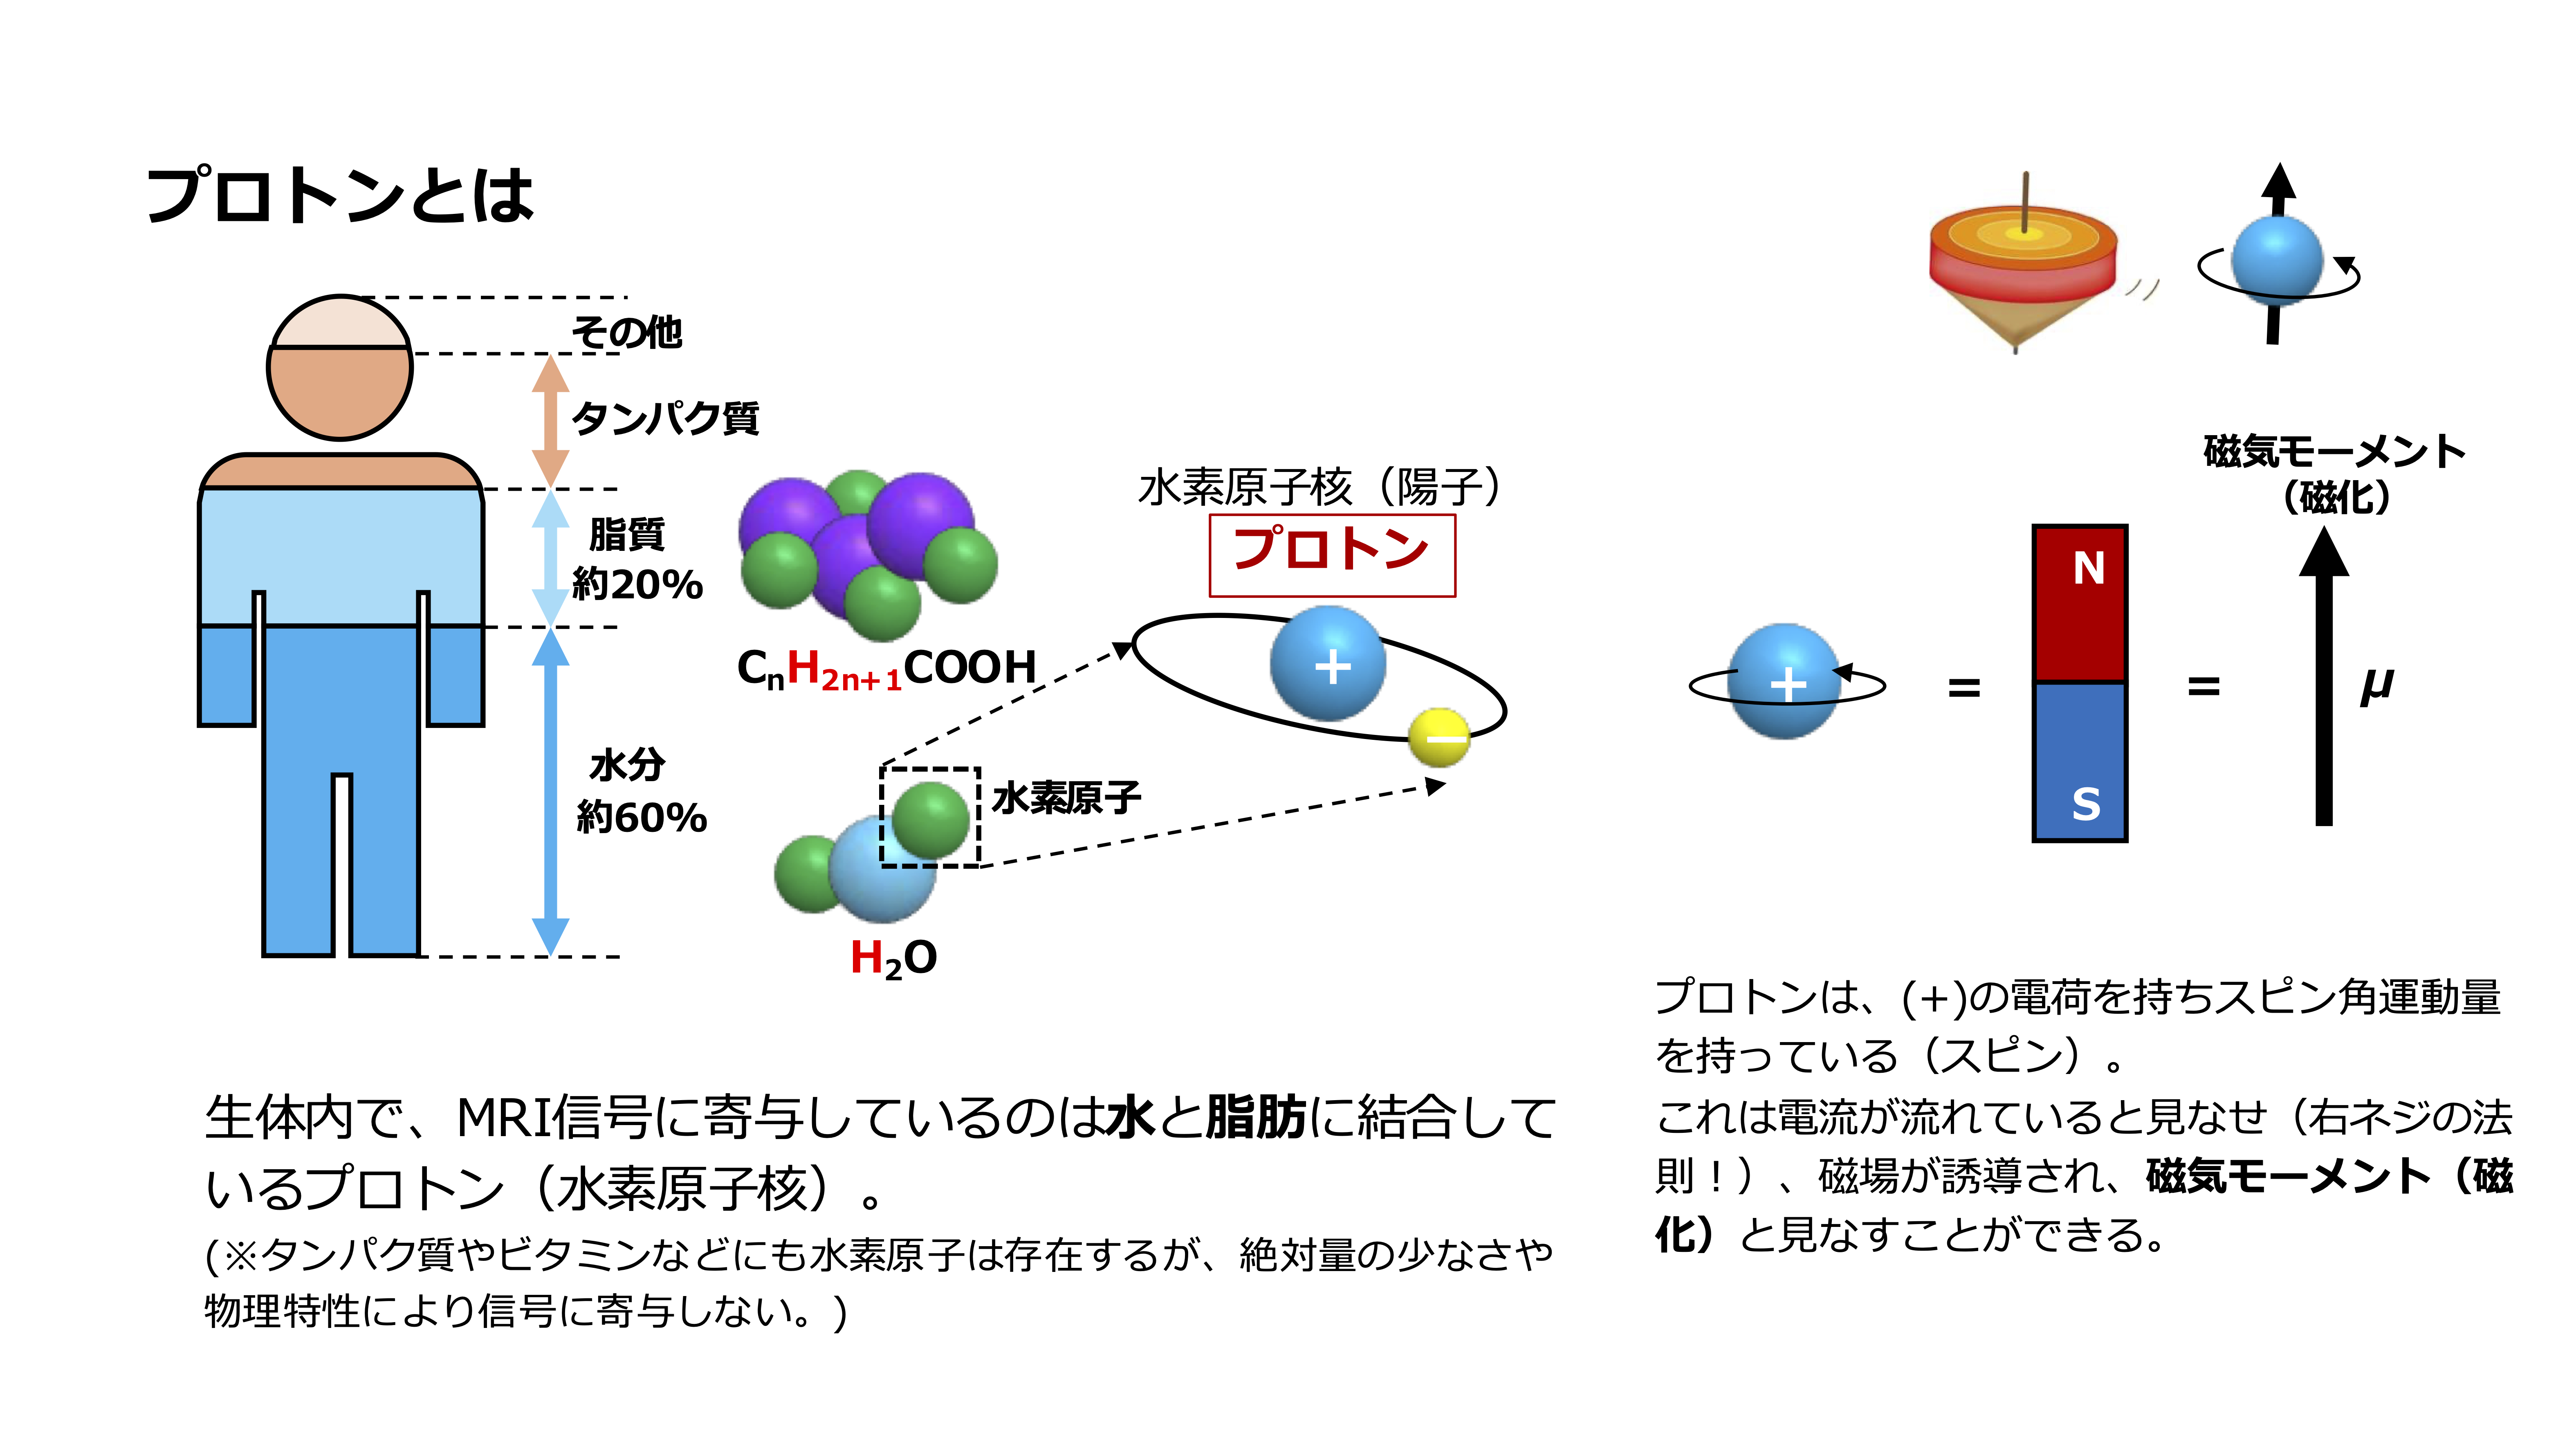 プロトンとは
その他
タンパク質
脂質
約20%
水分
約60%
CnH2n+1COOH
水素原子
H2O
水素原子核（陽子）
プロトン
+
−
磁気モーメント
（磁化）
+
=
N
S
=
μ
生体内で、MRI信号に寄与しているのは水と脂肪に結合して
いるプロトン（水素原子核）。
(※タンパク質やビタミンなどにも水素原子は存在するが、絶対量の少なさや
物理特性により信号に寄与しない。)
プロトンは、(+)の電荷を持ちスピン角運動量
を持っている（スピン）。
これは電流が流れていると見なせ（右ネジの法
則！）、磁場が誘導され、磁気モーメント（磁
化）と見なすことができる。